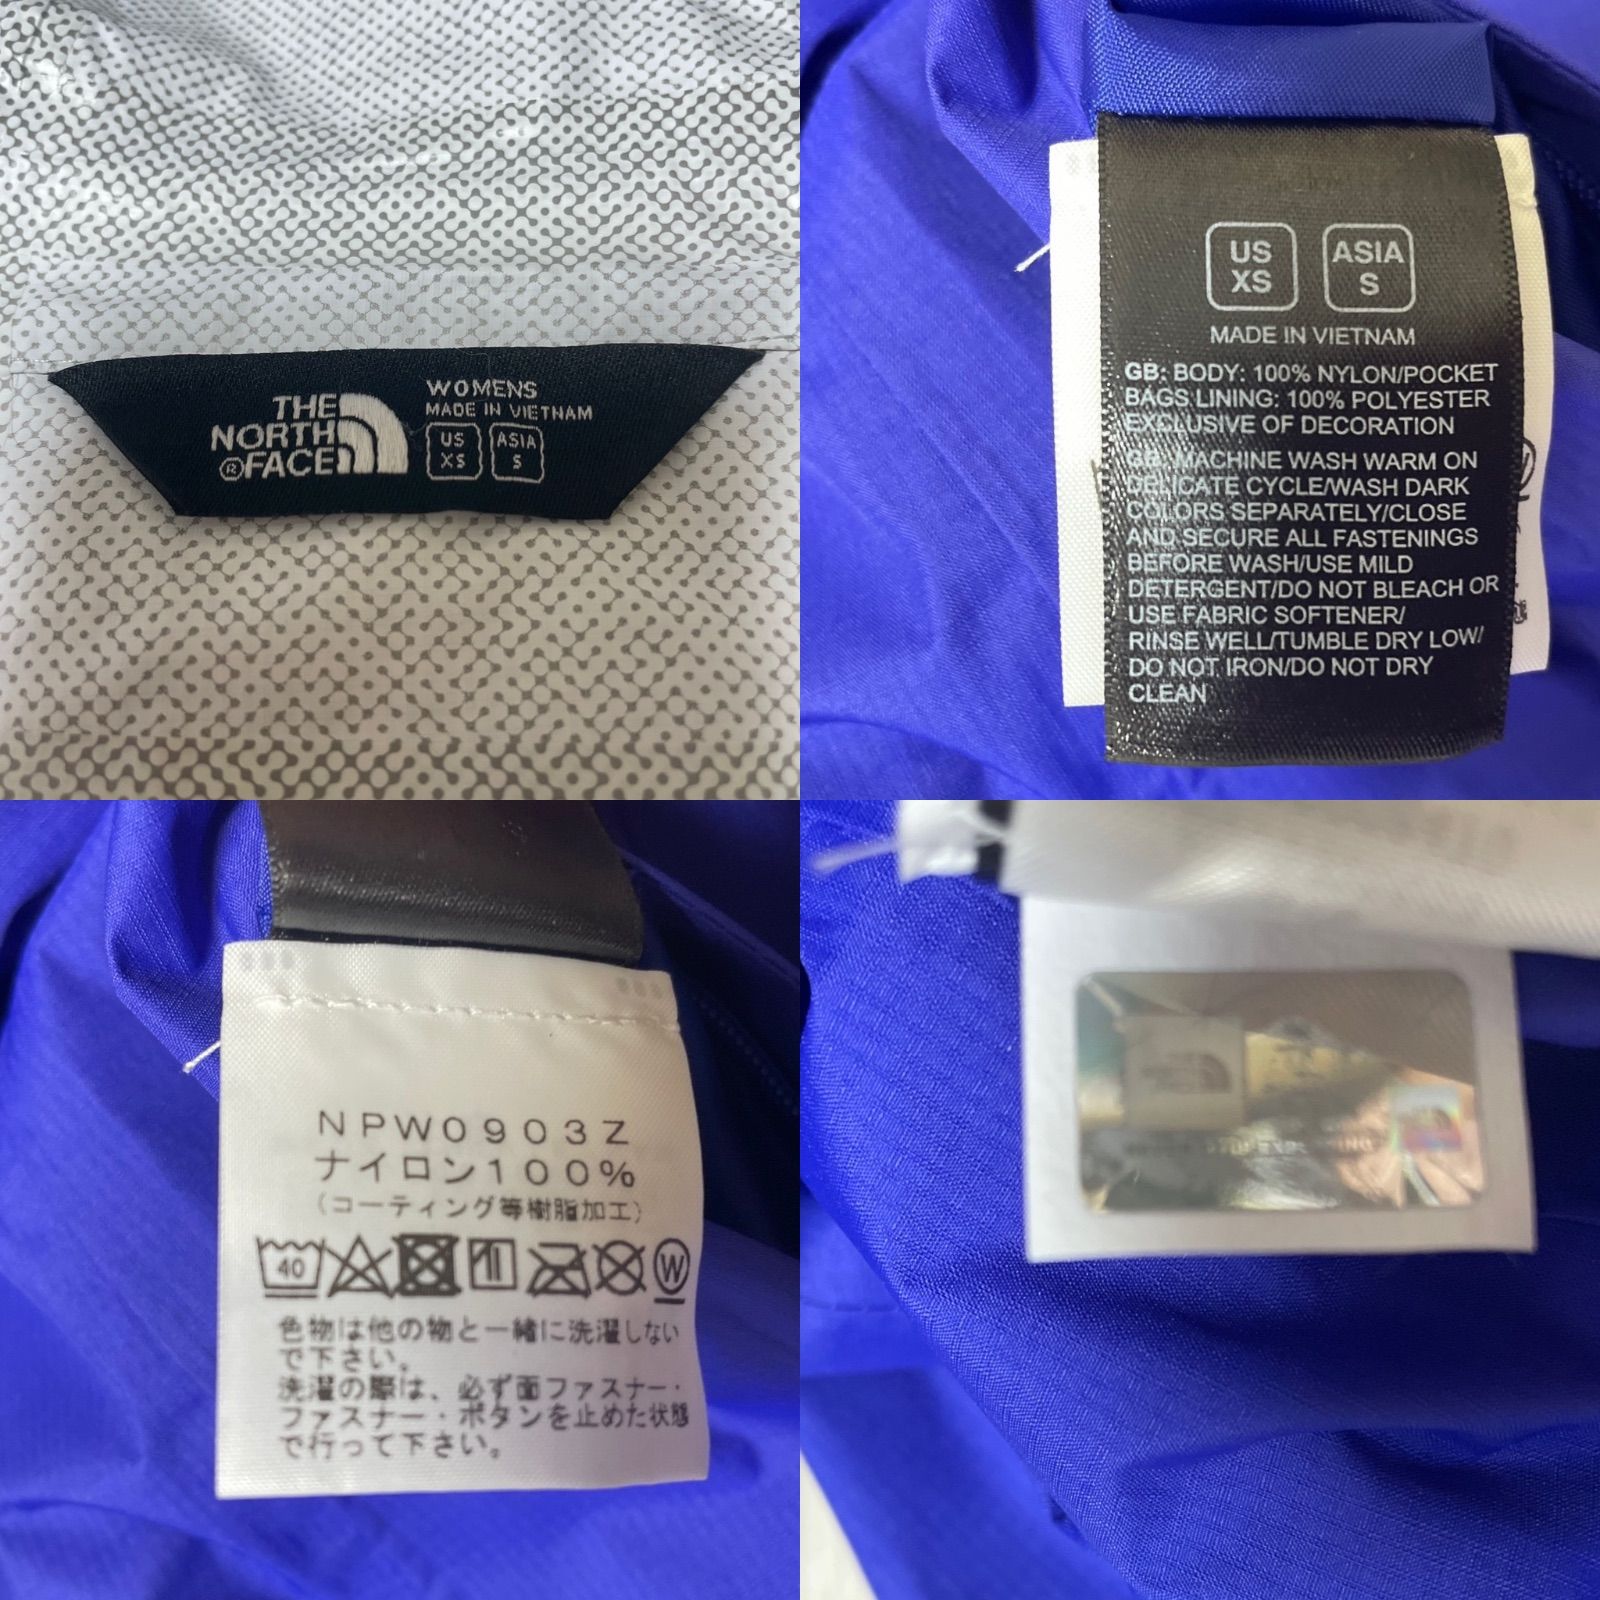 THE
NORTH
®FACE
WOMENS
MADE IN VIETNAM
US
XS
ASIA
S
US
XS
ASIA
S
MADE IN VIETNAM
GB: BODY: 100% NYLON/POCKET
BAGS LINING: 100% POLYESTER
EXCLUSIVE OF DECORATION
GB: MACHINE WASH WARM ON
DELICATE CYCLE/WASH DARK
COLORS SEPARATELY/CLOSE
AND SECURE ALL FASTENINGS
BEFORE WASH/USE MILD
DETERGENT/DO NOT BLEACH OR
USE FABRIC SOFTENER/
RINSE WELL/TUMBLE DRY LOW/
DO NOT IRON/DO NOT DRY
CLEAN
NPW0903Z
ナイロン100%
(コーティング等樹脂加工)
40
W
色物は他の物と一緒に洗濯しない
で下さい。
洗濯の際は、必ず面ファスナー・
ファスナー・ボタンを止めた状態
で行って下さい。